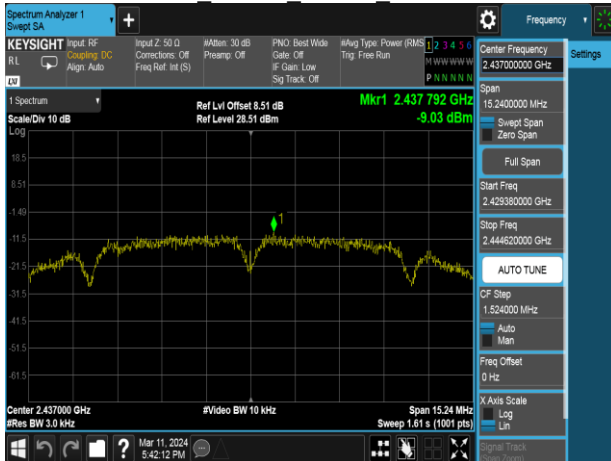 Spectrum Analyzer 1
Swept SA
Frequency
KEYSIGHT
RL
LXI
Input: RF
Coupling: DC
Align: Auto
Input Z: 50 Ω
Corrections: Off
Freq Ref: Int (S)
#Atten: 30 dB
Preamp: Off
PNO: Best Wide
Gate: Off
IF Gain: Low
Sig Track: Off
#Avg Type: Power (RMS
Trig: Free Run
1 2 3 4 5 6
M W W W W W
P N N N N N
Center Frequency
2.437000000 GHz
Settings
1 Spectrum
Scale/Div 10 dB
Ref Lvl Offset 8.51 dB
Ref Level 28.51 dBm
Mkr1 2.437 792 GHz
-9.03 dBm
Span
15.2400000 MHz
Swept Span
Zero Span
Full Span
Start Freq
2.429380000 GHz
Stop Freq
2.444620000 GHz
AUTO TUNE
CF Step
1.524000 MHz
Auto
Man
Freq Offset
0 Hz
X Axis Scale
Log
Lin
Signal Track
(Span Zoom)
Log
18.5
8.51
-1.49
-11.5
-21.5
-31.5
-41.5
-51.5
-61.5
1
Center 2.437000 GHz
#Res BW 3.0 kHz
#Video BW 10 kHz
Span 15.24 MHz
Sweep 1.61 s (1001 pts)
?
Mar 11, 2024
5:42:12 PM